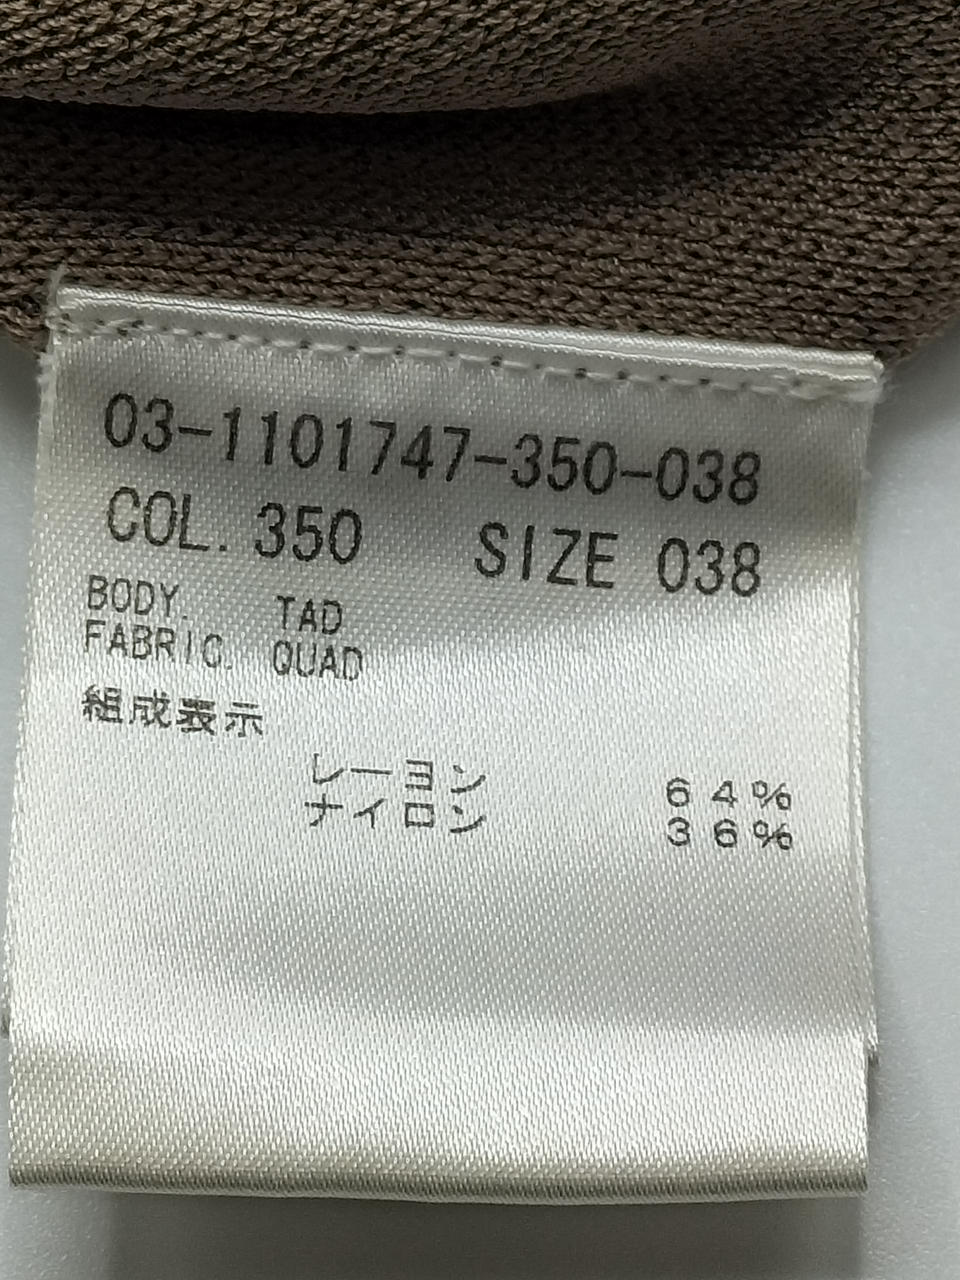 03-1101747-350-038
COL. 350 SIZE 038
BODY. TAD
FABRIC. QUAD
組成表示
レーヨン 64%
ナイロン 36%